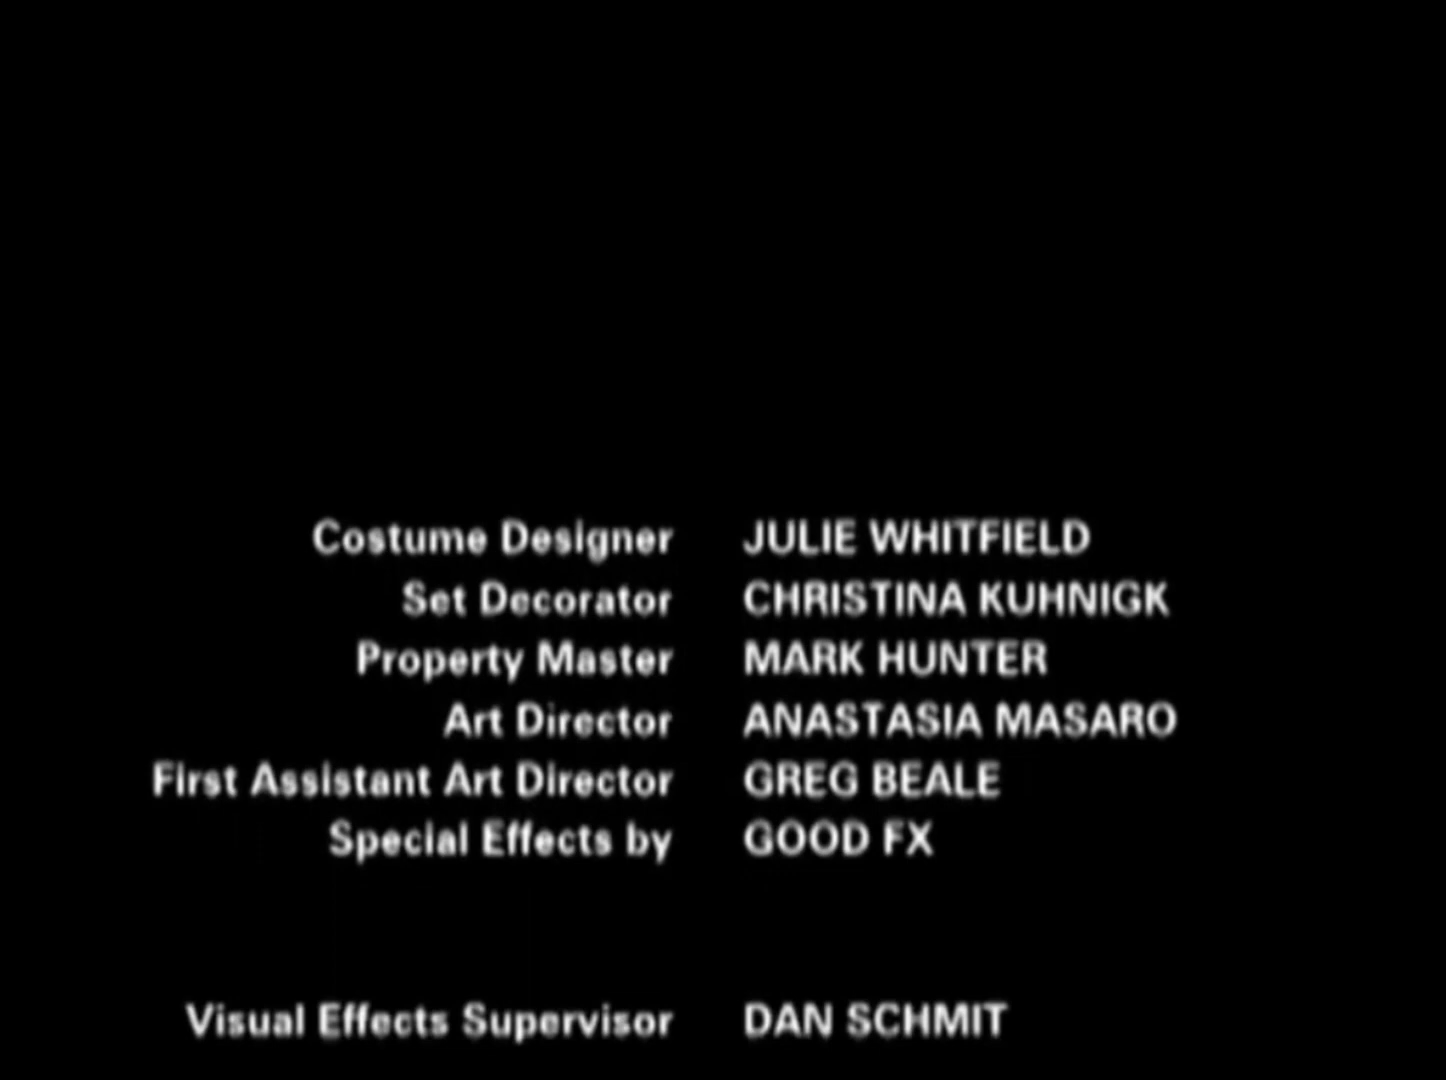 Costume Designer JULIE WHITFIELD
Set Decorator CHRISTINA KUHNIGK
Property Master MARK HUNTER
Art Director ANASTASIA MASARO
First Assistant Art Director GREG BEALE
Special Effects by GOOD FX
Visual Effects Supervisor DAN SCHMIT